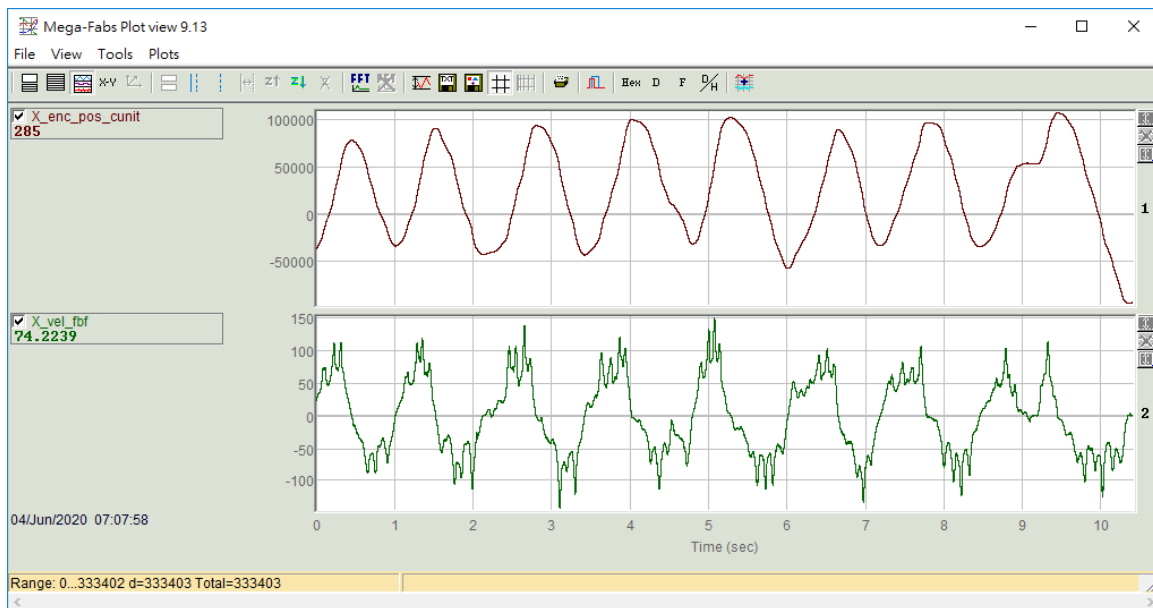 Mega-Fabs Plot view 9.13
File View Tools Plots
X-Y Z↑ Z↓ X FFT TXT Hex D F D/H
X_enc_pos_cunit
285
100000
50000
0
-50000
1
X_vel_fbf
74.2239
150
100
50
0
-50
-100
2
04/Jun/2020 07:07:58
0 1 2 3 4 5 6 7 8 9 10
Time (sec)
Range: 0...333402 d=333403 Total=333403